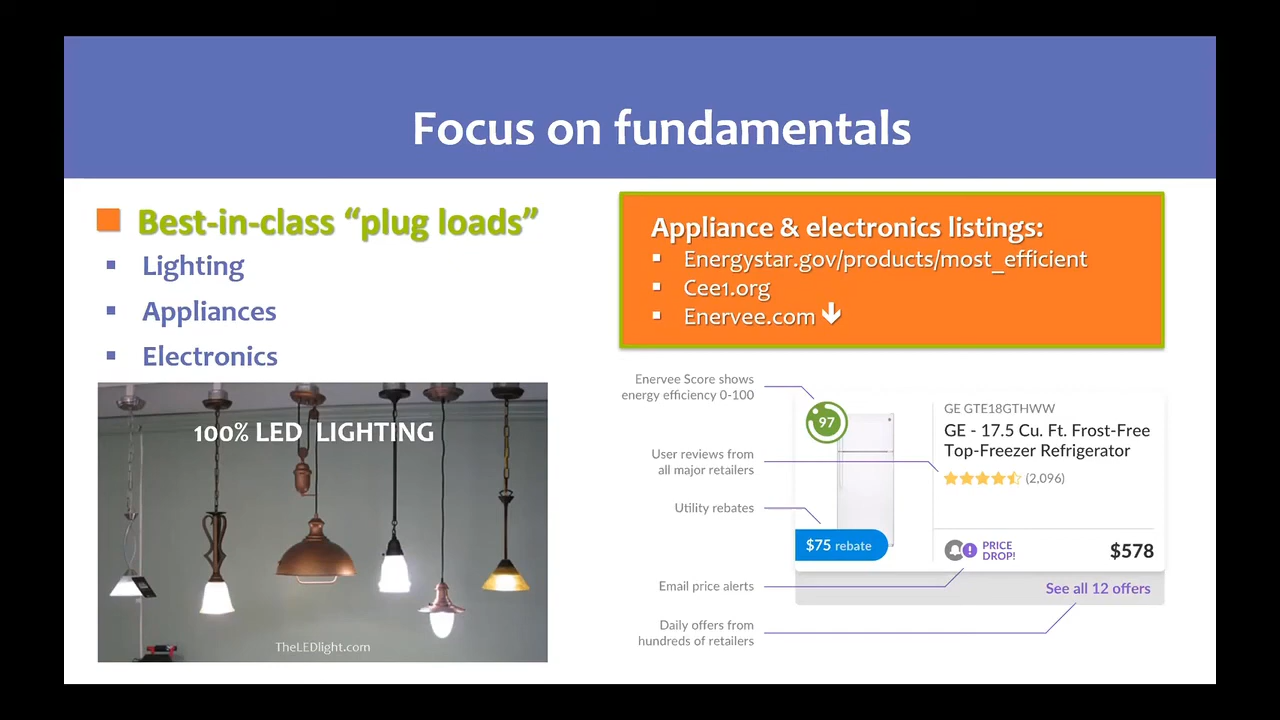 Focus on fundamentals
Best-in-class “plug loads”
Lighting
Appliances
Electronics
100% LED LIGHTING
TheLEDlight.com
Appliance & electronics listings:
Energystar.gov/products/most_efficient
Cee1.org
Enervee.com
Enervee Score shows
energy efficiency 0-100
User reviews from
all major retailers
Utility rebates
Email price alerts
Daily offers from
hundreds of retailers
97
$75 rebate
GE GTE18GTHWW
GE - 17.5 Cu. Ft. Frost-Free
Top-Freezer Refrigerator
(2,096)
PRICE
DROP!
$578
See all 12 offers